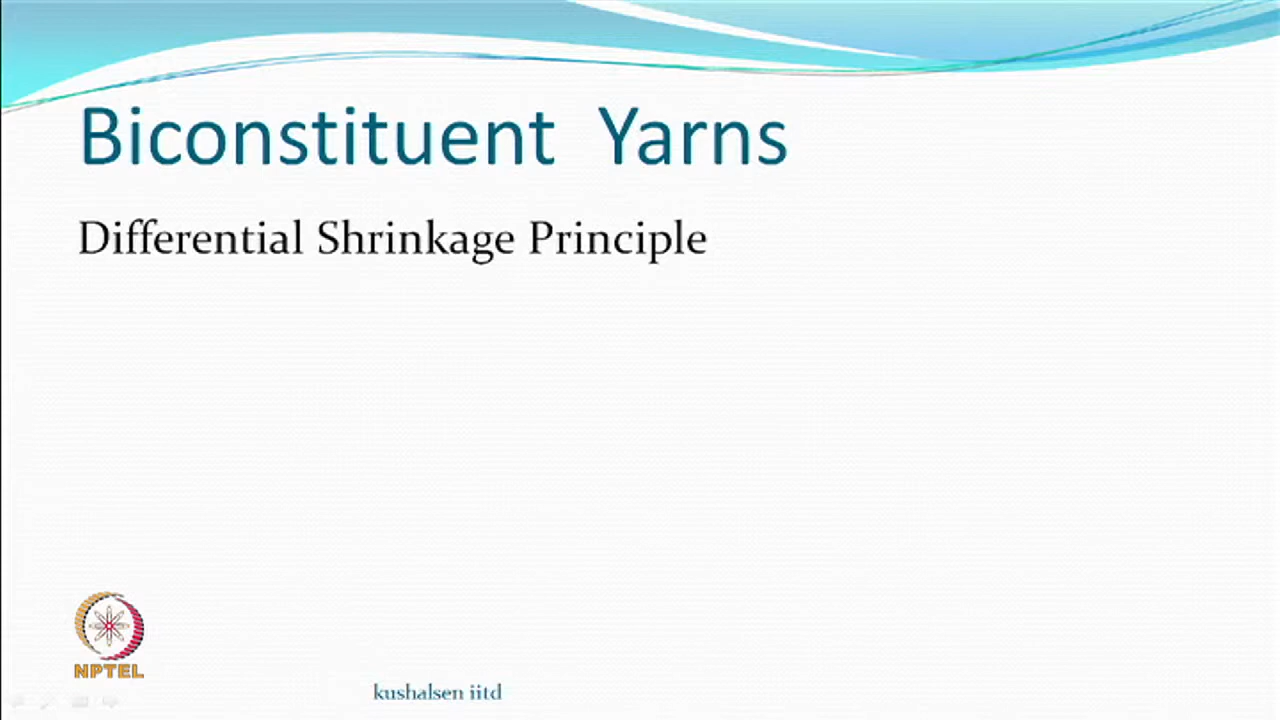 Biconstituent Yarns
Differential Shrinkage Principle
NPTEL
kushalsen iitd